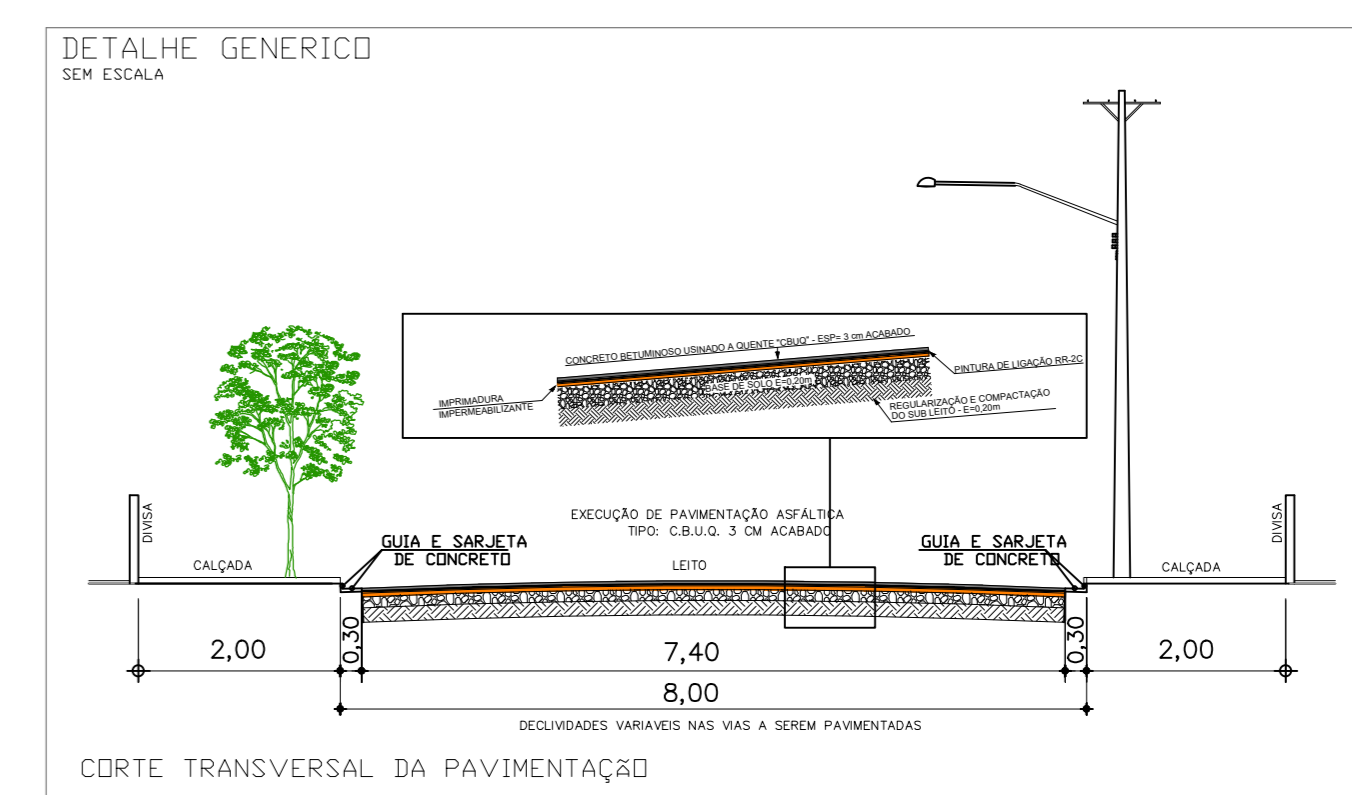 DETALHE GENERICO
SEM ESCALA
CONCRETO BETUMINOSO USINADO A QUENTE "CBUQ" - ESP= 3 cm ACABADO
PINTURA DE LIGAÇÃO RR-2C
BASE DE SOLO E=0,20m
IMPRIMADURA
IMPERMEABILIZANTE
REGULARIZAÇÃO E COMPACTAÇÃO
DO SUB LEITO - E=0,20m
EXECUÇÃO DE PAVIMENTAÇÃO ASFÁLTICA
TIPO: C.B.U.Q. 3 CM ACABADO
DIVISA
CALÇADA
GUIA E SARJETA
DE CONCRETO
LEITO
GUIA E SARJETA
DE CONCRETO
CALÇADA
DIVISA
2,00
0,30
7,40
0,30
2,00
8,00
DECLIVIDADES VARIAVEIS NAS VIAS A SEREM PAVIMENTADAS
CORTE TRANSVERSAL DA PAVIMENTAÇÃO